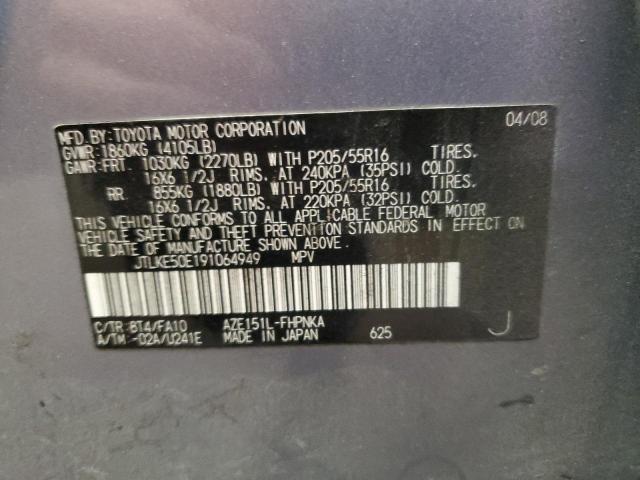 MFD.BY:TOYOTA MOTOR CORPORATION 04/08
GVWR:1860KG (4105LB)
GAWR:FRT 1030KG (2270LB) WITH P205/55R16 TIRES.
16X6 1/2J RIMS. AT 240KPA (35PSI) COLD.
RR 855KG (1880LB) WITH P205/55R16 TIRES.
16X6 1/2J RIMS. AT 220KPA (32PSI) COLD.
THIS VEHICLE CONFORMS TO ALL APPLICABLE FEDERAL MOTOR
VEHICLE SAFETY AND THEFT PREVENTION STANDARDS IN EFFECT ON
THE DATE OF MANUFACTURE SHOWN ABOVE.
JTLKE50E191064949 MPV
C/TR:8T4/FA10 AZE151L-FHPNKA
A/TM:-02A/U241E MADE IN JAPAN 625 J